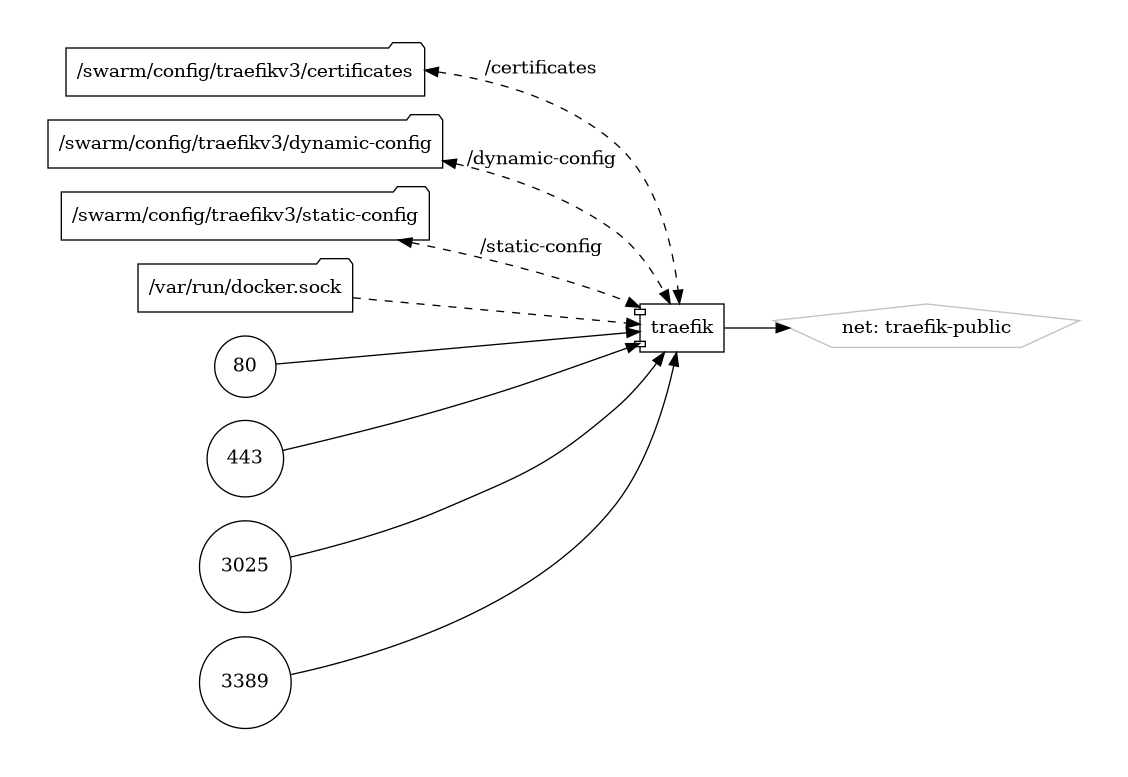 /swarm/config/traefikv3/certificates
/certificates
/swarm/config/traefikv3/dynamic-config
/dynamic-config
/swarm/config/traefikv3/static-config
/static-config
/var/run/docker.sock
traefik
net: traefik-public
80
443
3025
3389